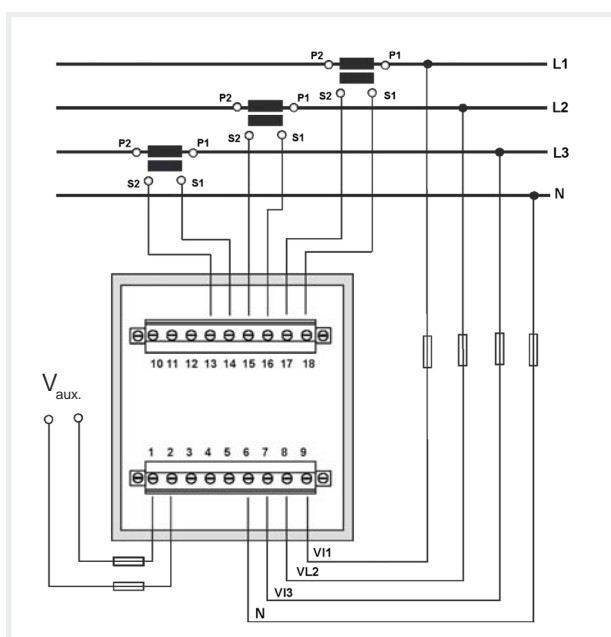 P2 P1 L1
P2 P1 S2 S1 L2
P2 P1 S2 S1 L3
S2 S1 N
10 11 12 13 14 15 16 17 18
Vaux.
1 2 3 4 5 6 7 8 9
VI1
VL2
VI3
N